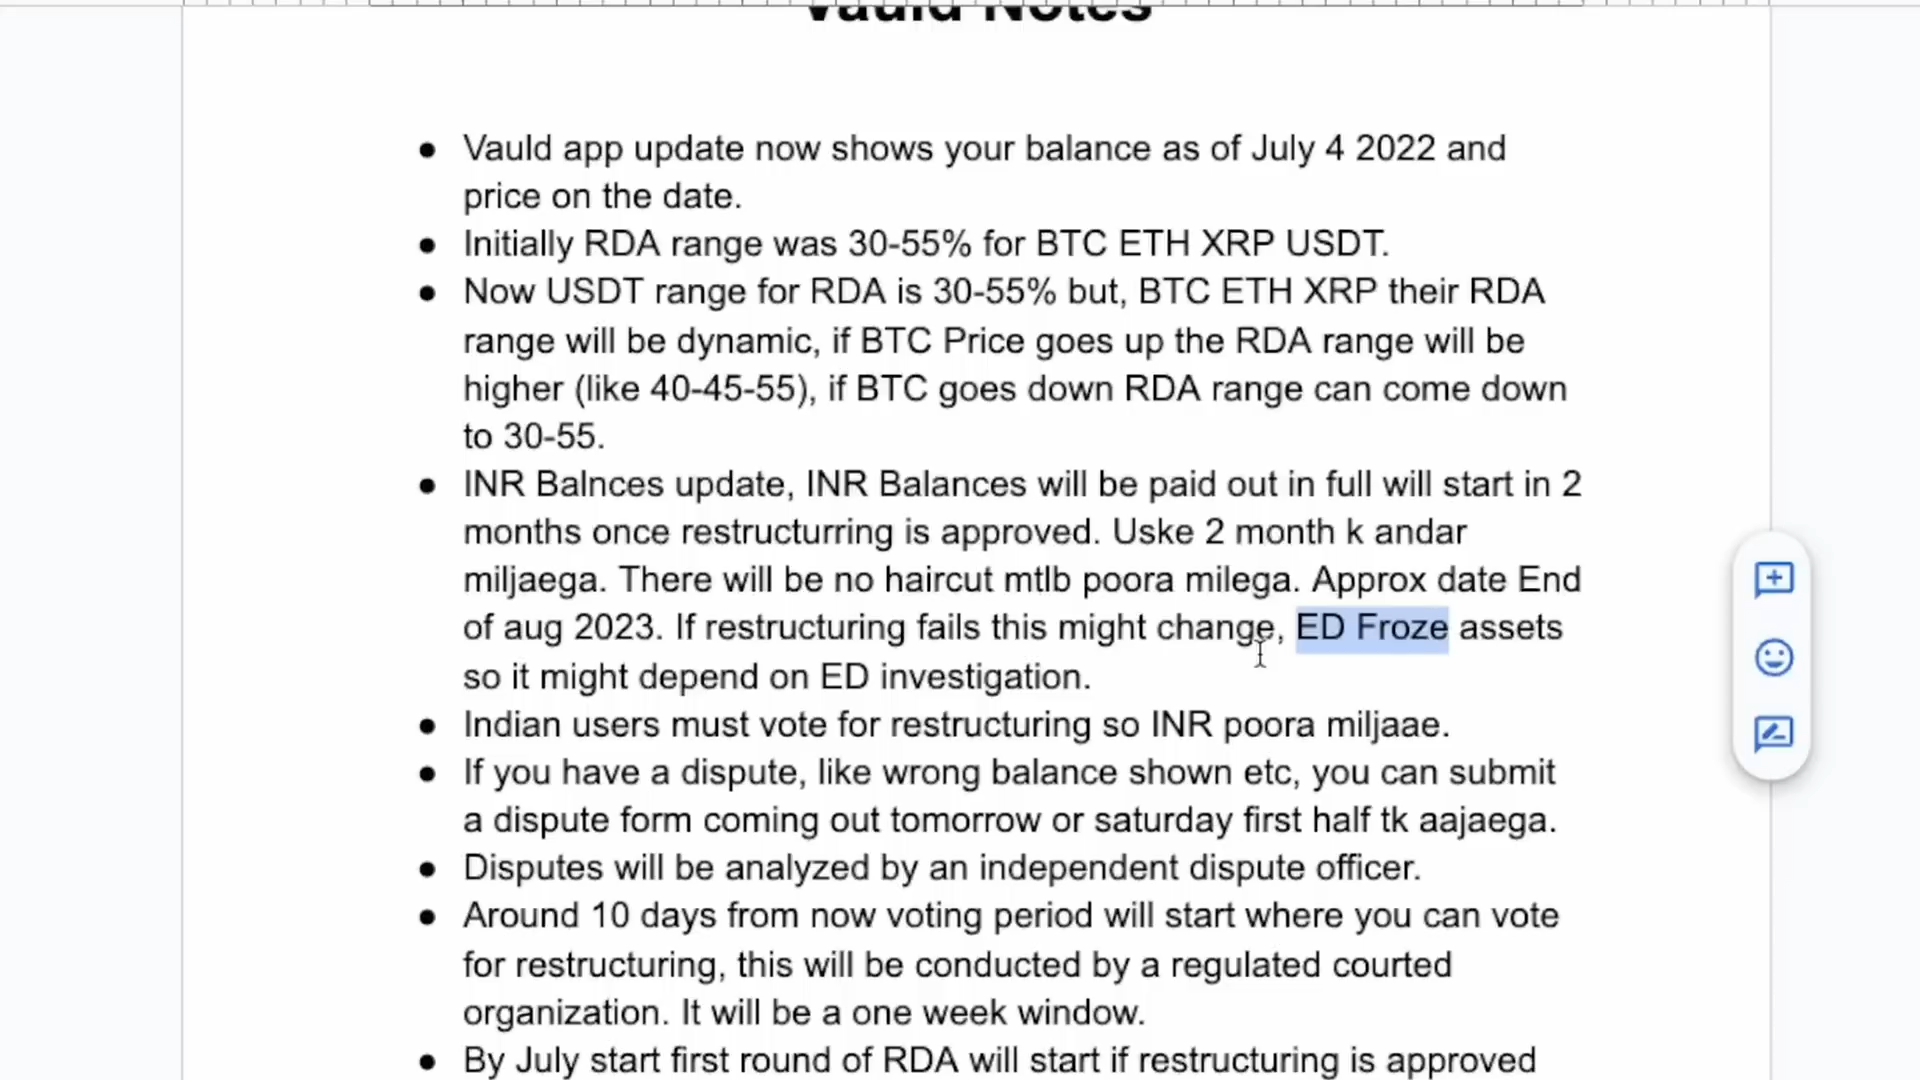 Vauld Notes
● Vauld app update now shows your balance as of July 4 2022 and
price on the date.
● Initially RDA range was 30-55% for BTC ETH XRP USDT.
● Now USDT range for RDA is 30-55% but, BTC ETH XRP their RDA
range will be dynamic, if BTC Price goes up the RDA range will be
higher (like 40-45-55), if BTC goes down RDA range can come down
to 30-55.
● INR Balnces update, INR Balances will be paid out in full will start in 2
months once restructurring is approved. Uske 2 month k andar
miljaega. There will be no haircut mtlb poora milega. Approx date End
of aug 2023. If restructuring fails this might change, ED Froze assets
so it might depend on ED investigation.
● Indian users must vote for restructuring so INR poora miljaae.
● If you have a dispute, like wrong balance shown etc, you can submit
a dispute form coming out tomorrow or saturday first half tk aajaega.
● Disputes will be analyzed by an independent dispute officer.
● Around 10 days from now voting period will start where you can vote
for restructuring, this will be conducted by a regulated courted
organization. It will be a one week window.
● By July start first round of RDA will start if restructuring is approved